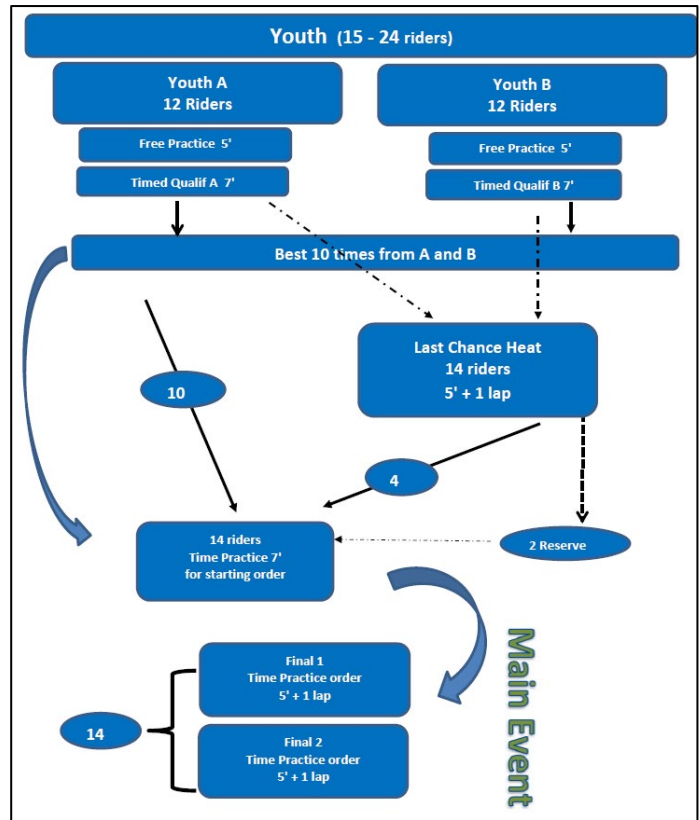 Youth (15 - 24 riders)
Youth A
12 Riders
Youth B
12 Riders
Free Practice 5'
Free Practice 5'
Timed Qualif A 7'
Timed Qualif B 7'
Best 10 times from A and B
Last Chance Heat
14 riders
5' + 1 lap
10
4
14 riders
Time Practice 7'
for starting order
2 Reserve
Main Event
Final 1
Time Practice order
5' + 1 lap
14
Final 2
Time Practice order
5' + 1 lap